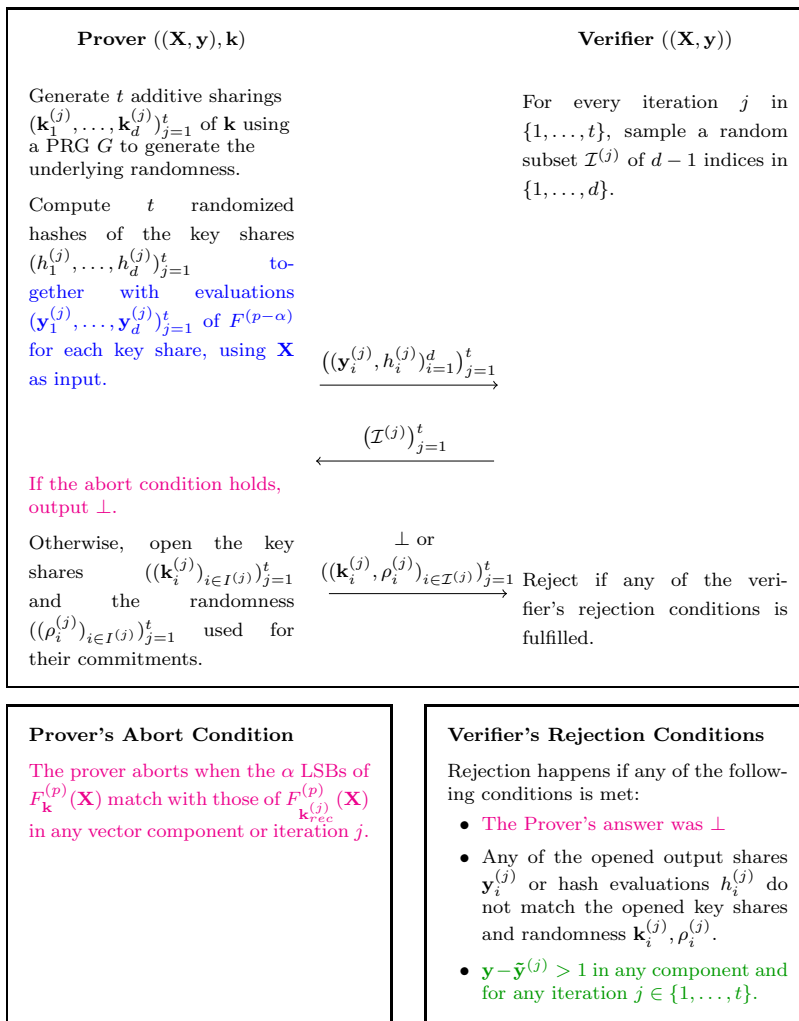 Prover ((X, y), k)
Verifier ((X, y))
Generate t additive sharings
(k_1^{(j)}, . . . , k_d^{(j)})_{j=1}^t of k using
a PRG G to generate the
underlying randomness.
Compute t randomized
hashes of the key shares
(h_1^{(j)}, . . . , h_d^{(j)})_{j=1}^t to-
gether with evaluations
(y_1^{(j)}, . . . , y_d^{(j)})_{j=1}^t of F^{(p−α)}
for each key share, using X
as input.
For every iteration j in
{1, . . . , t}, sample a random
subset I^{(j)} of d − 1 indices in
{1, . . . , d}.
((y_i^{(j)}, h_i^{(j)})_{i=1}^d)_{j=1}^t
(I^{(j)})_{j=1}^t
If the abort condition holds,
output ⊥.
Otherwise, open the key
shares ((k_i^{(j)})_{i∈I^{(j)}})_{j=1}^t
and the randomness
((ρ_i^{(j)})_{i∈I^{(j)}})_{j=1}^t used for
their commitments.
⊥ or
((k_i^{(j)}, ρ_i^{(j)})_{i∈I^{(j)}})_{j=1}^t
Reject if any of the veri-
fier's rejection conditions is
fulfilled.
Prover's Abort Condition
The prover aborts when the α LSBs of
F_k^{(p)}(X) match with those of F_{k_{rec}^{(j)}}^{(p)}(X)
in any vector component or iteration j.
Verifier's Rejection Conditions
Rejection happens if any of the follow-
ing conditions is met:
• The Prover's answer was ⊥
• Any of the opened output shares
y_i^{(j)} or hash evaluations h_i^{(j)} do
not match the opened key shares
and randomness k_i^{(j)}, ρ_i^{(j)}.
• y − ỹ^{(j)} > 1 in any component and
for any iteration j ∈ {1, . . . , t}.